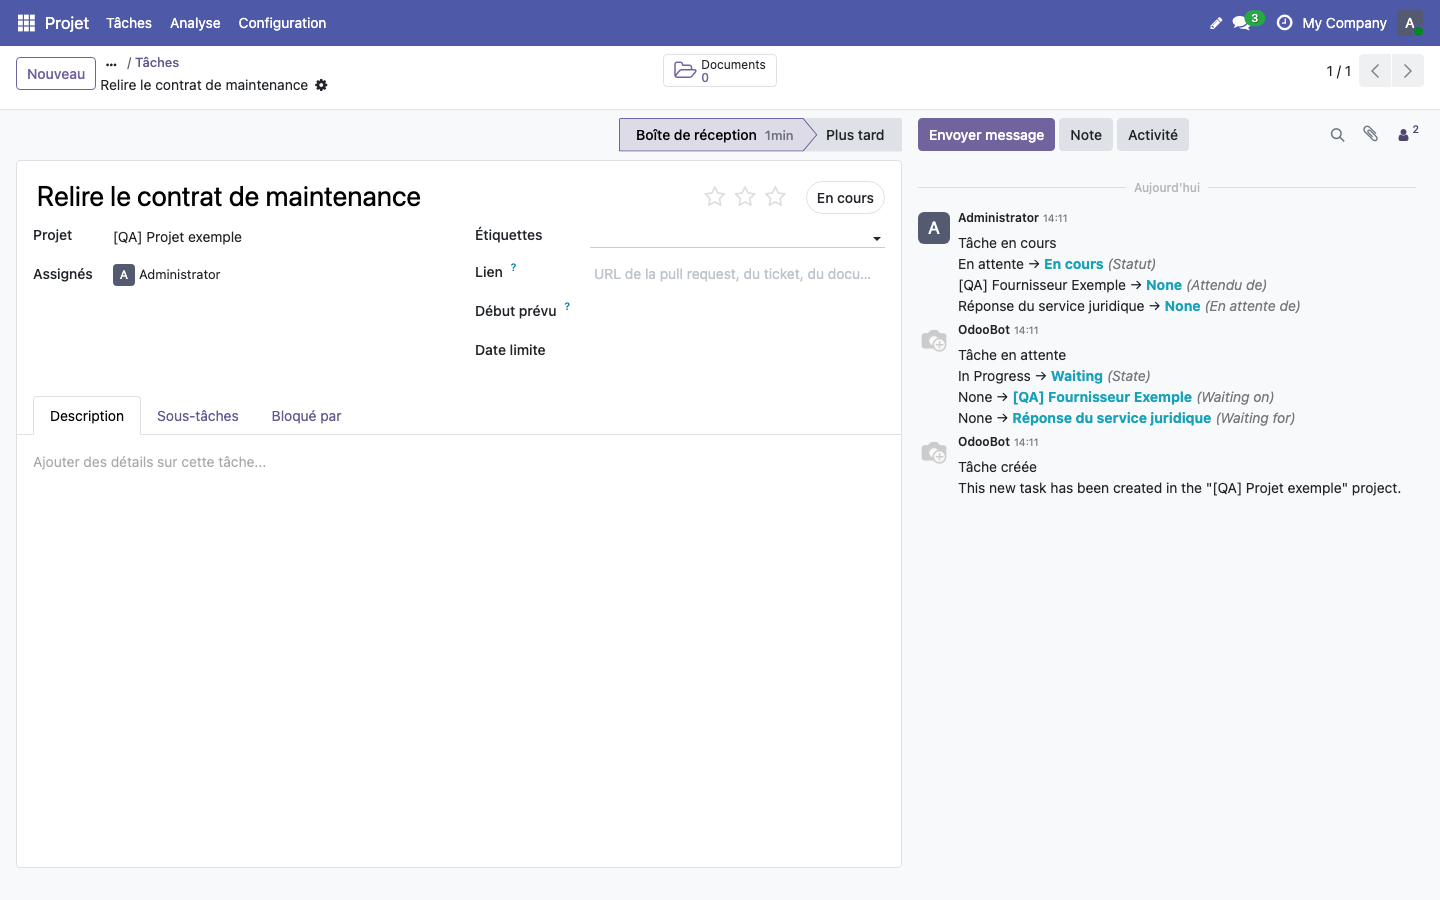 Projet Tâches Analyse Configuration 3 My Company A
Nouveau ... / Tâches
Relire le contrat de maintenance
Documents
0
1 / 1
Boîte de réception 1min Plus tard
Envoyer message Note Activité 2
Relire le contrat de maintenance
En cours
Projet [QA] Projet exemple
Assignés A Administrator
Étiquettes
Lien ? URL de la pull request, du ticket, du docu...
Début prévu ?
Date limite
Description Sous-tâches Bloqué par
Ajouter des détails sur cette tâche...
Aujourd'hui
A Administrator 14:11
Tâche en cours
En attente → En cours (Statut)
[QA] Fournisseur Exemple → None (Attendu de)
Réponse du service juridique → None (En attente de)
OdooBot 14:11
Tâche en attente
In Progress → Waiting (State)
None → [QA] Fournisseur Exemple (Waiting on)
None → Réponse du service juridique (Waiting for)
OdooBot 14:11
Tâche créée
This new task has been created in the "[QA] Projet exemple" project.